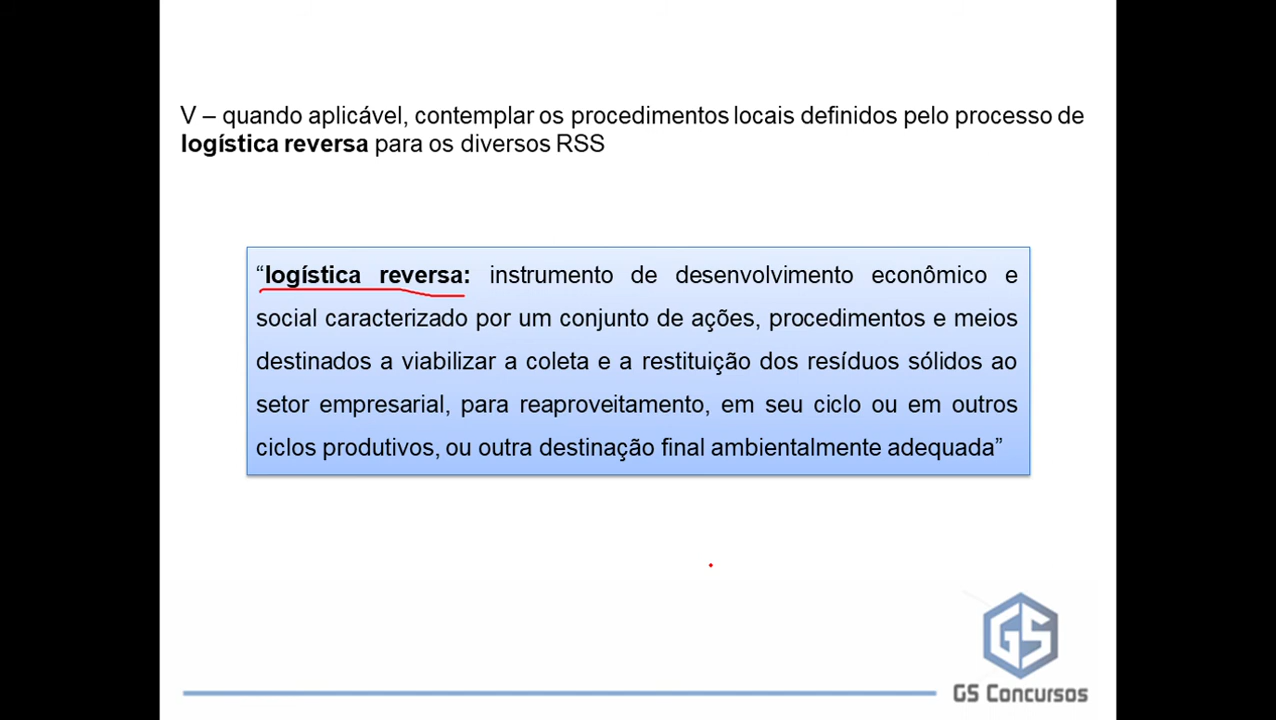 V – quando aplicável, contemplar os procedimentos locais definidos pelo processo de
logística reversa para os diversos RSS
“logística reversa: instrumento de desenvolvimento econômico e
social caracterizado por um conjunto de ações, procedimentos e meios
destinados a viabilizar a coleta e a restituição dos resíduos sólidos ao
setor empresarial, para reaproveitamento, em seu ciclo ou em outros
ciclos produtivos, ou outra destinação final ambientalmente adequada”
GS
GS Concursos